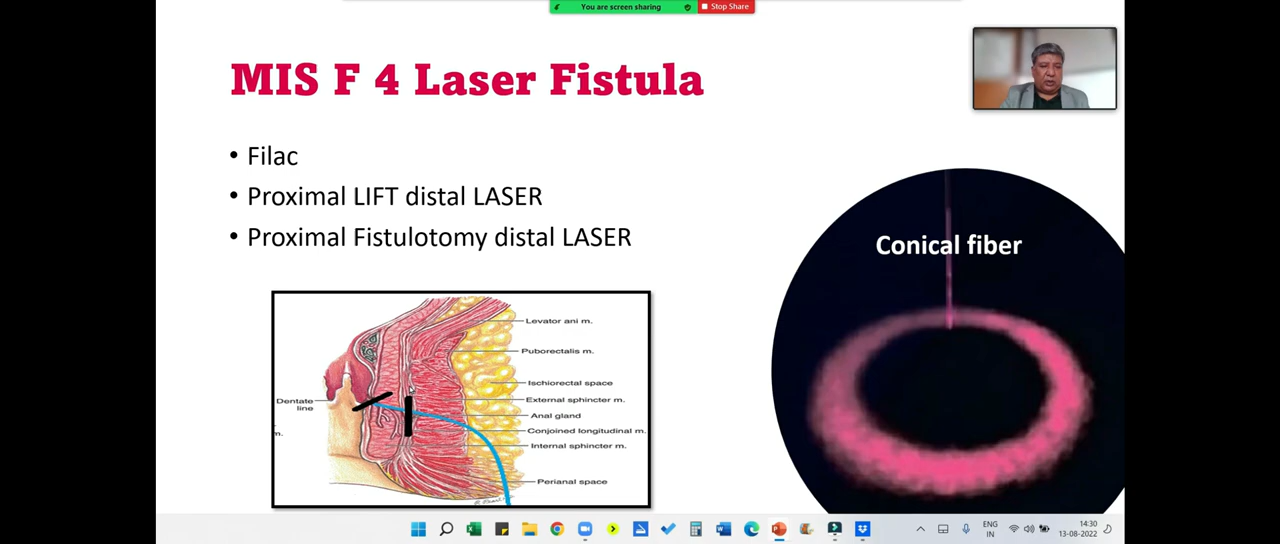 You are screen sharing
Stop Share
MIS F 4 Laser Fistula
• Filac
• Proximal LIFT distal LASER
• Proximal Fistulotomy distal LASER
Conical fiber
Levator ani m.
Puborectalis m.
Ischiorectal space
External sphincter m.
Dentate
line
Anal gland
Conjoined longitudinal m.
m.
Internal sphincter m.
Perianal space
ENG
IN
14:30
13-08-2022